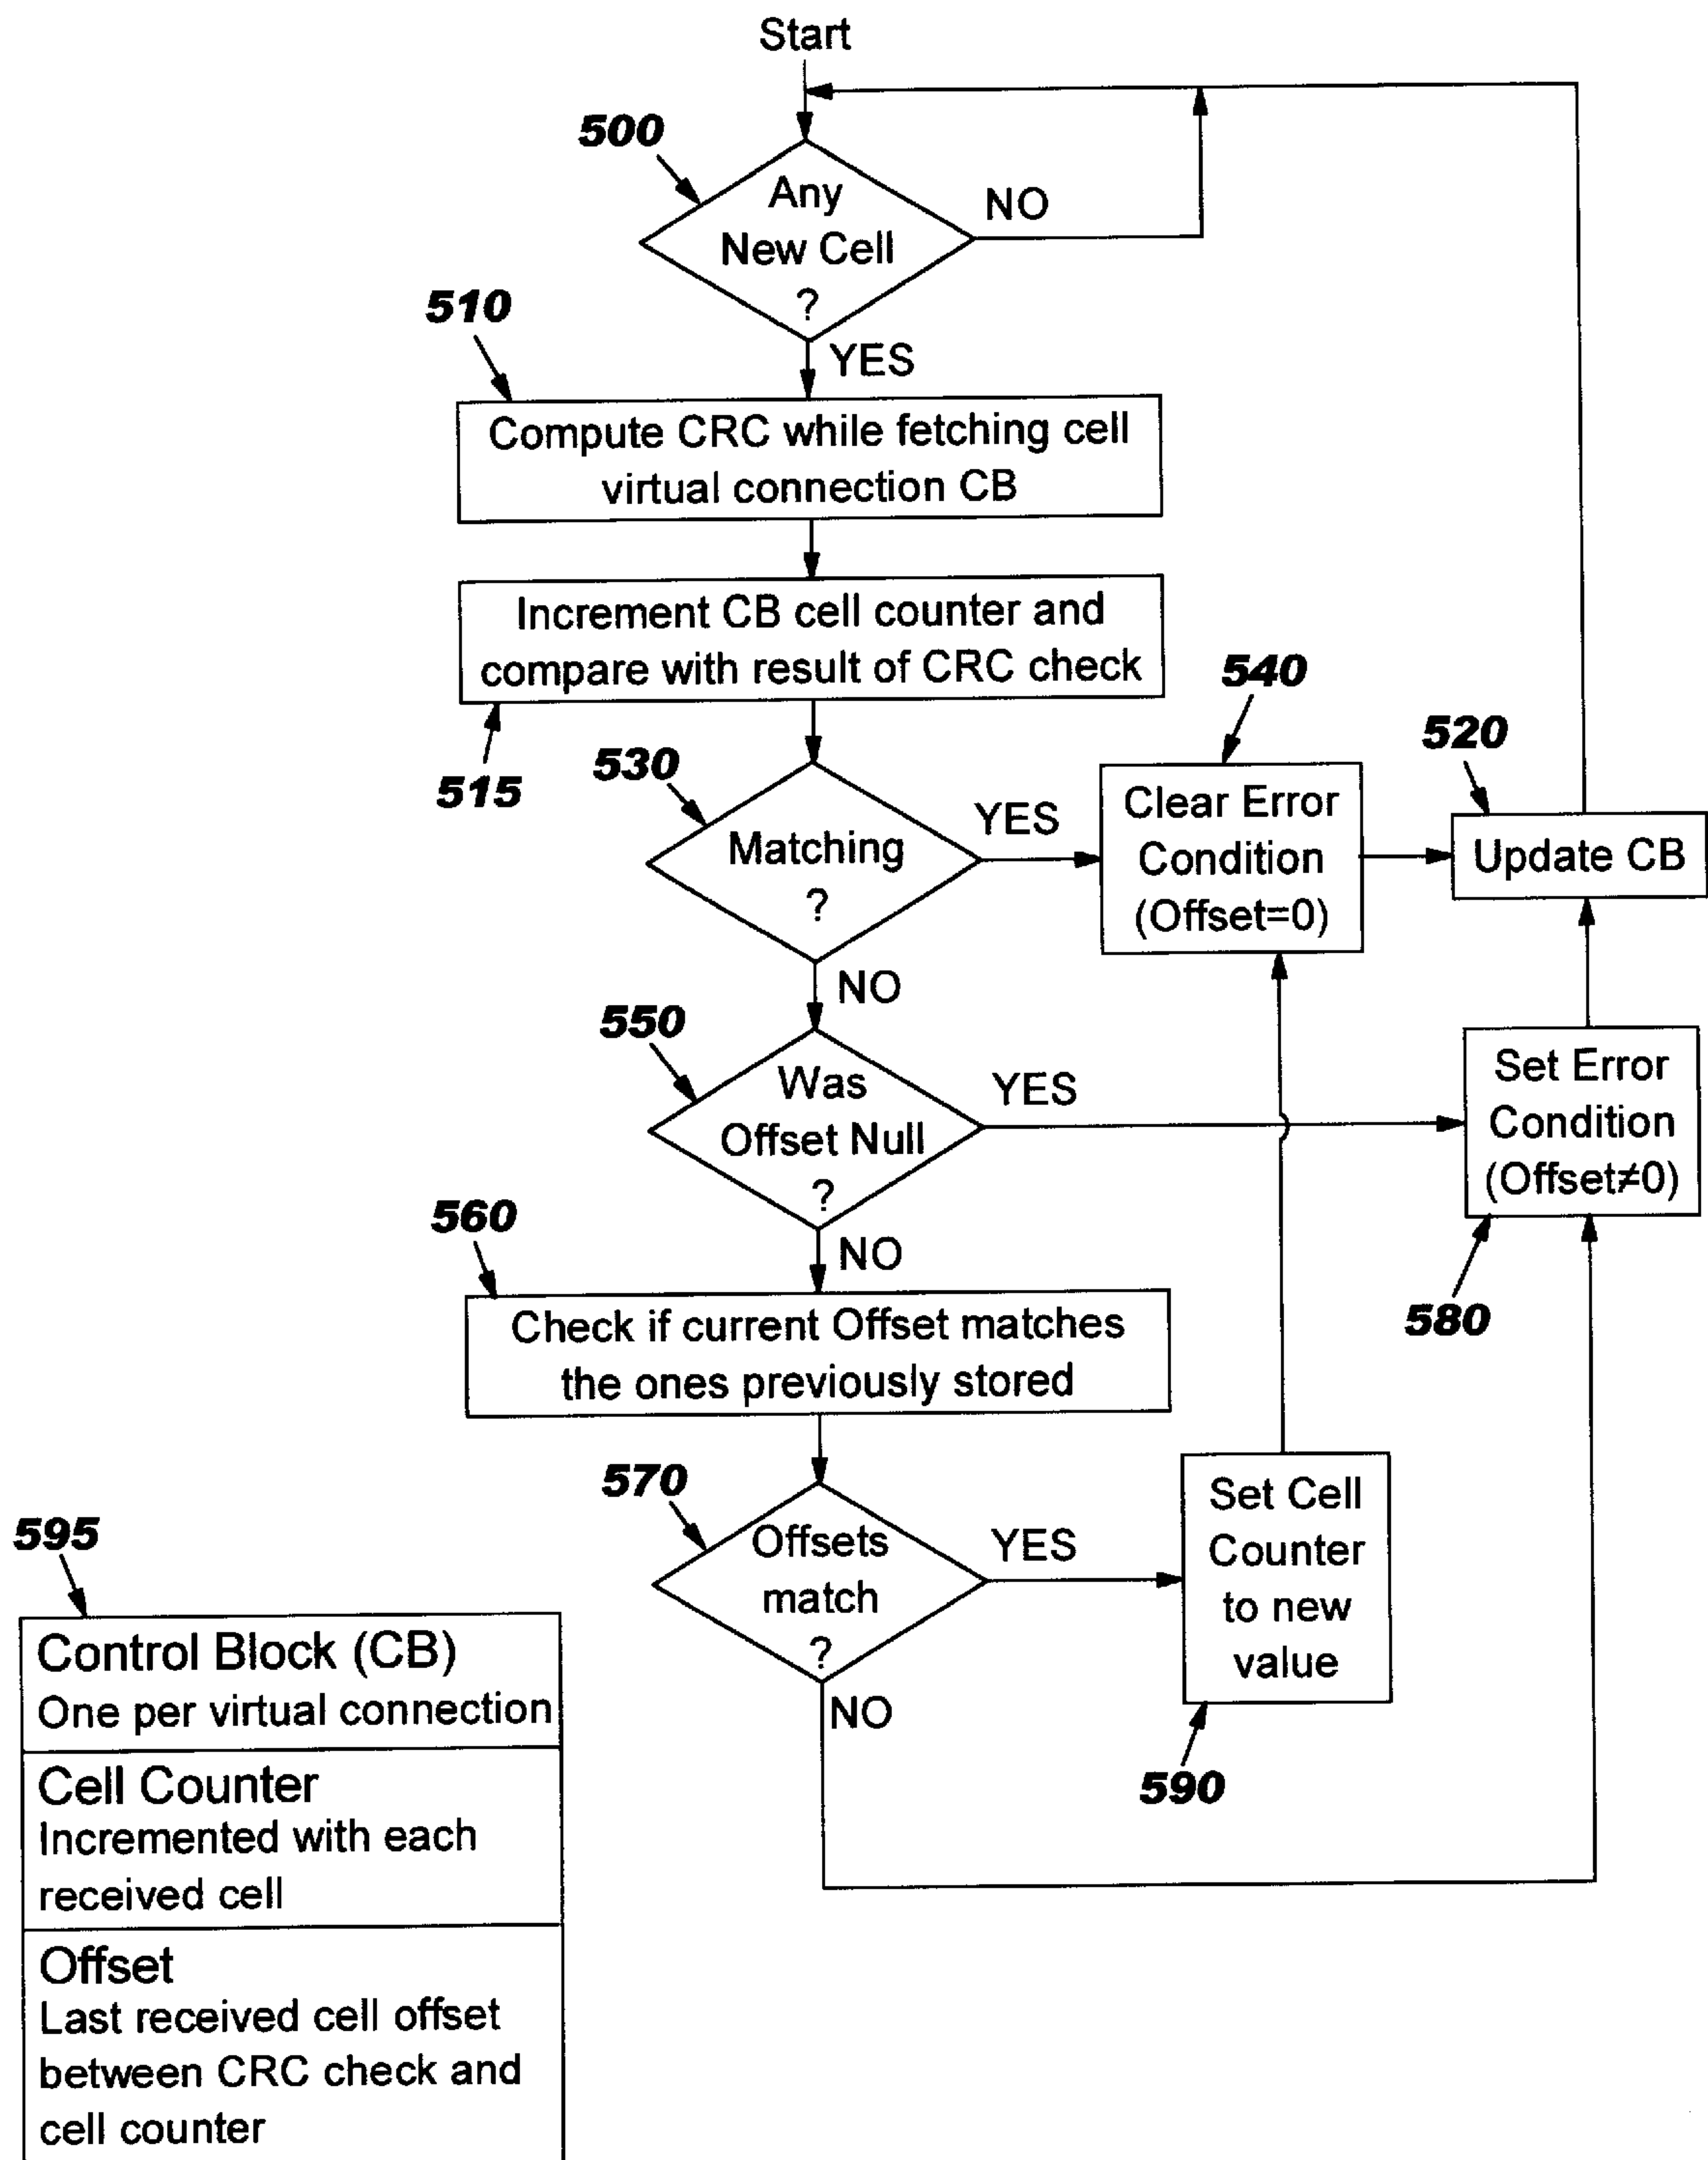 Start
500
Any
New Cell
?
NO
YES
510
Compute CRC while fetching cell
virtual connection CB
Increment CB cell counter and
compare with result of CRC check
515
530
Matching
?
YES
NO
540
Clear Error
Condition
(Offset=0)
520
Update CB
550
Was
Offset Null
?
YES
NO
Set Error
Condition
(Offset≠0)
580
560
Check if current Offset matches
the ones previously stored
570
Offsets
match
?
YES
NO
Set Cell
Counter
to new
value
590
595
Control Block (CB)
One per virtual connection
Cell Counter
Incremented with each
received cell
Offset
Last received cell offset
between CRC check and
cell counter